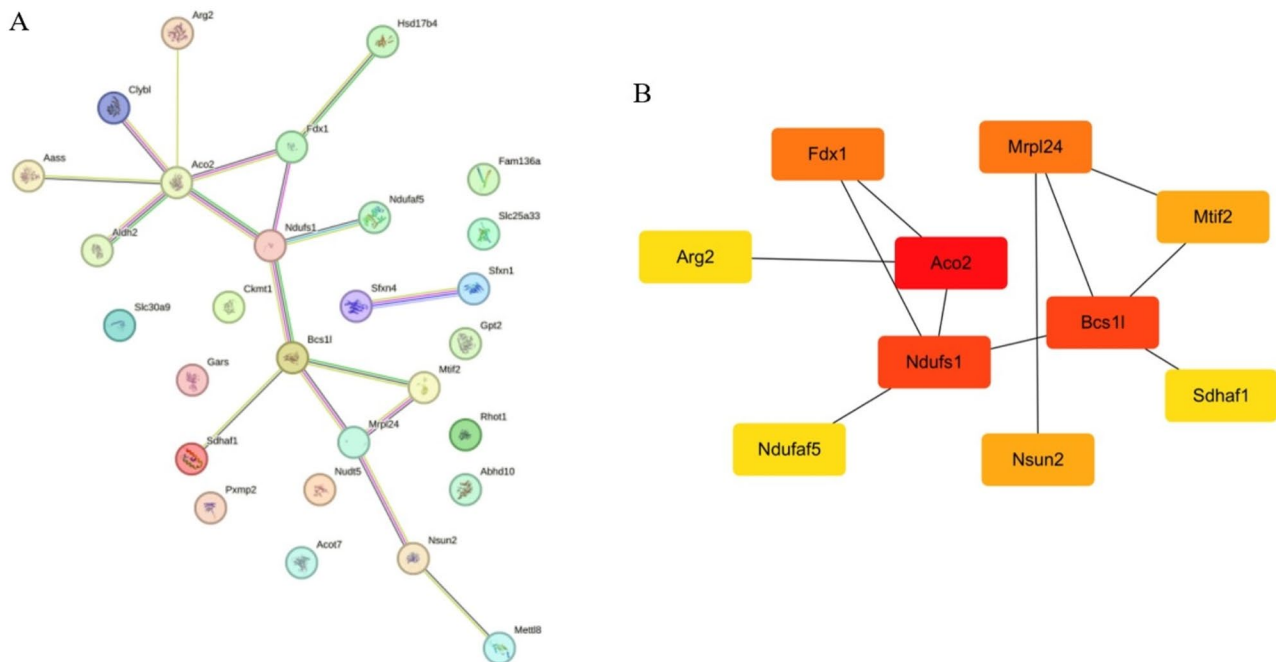 A
Arg2
Hsd17b4
Clybl
Fdx1
Aass
Aco2
Fam136a
Ndufaf5
Aldh2
Ndufs1
Slc25a33
Ckmt1
Sfxn4
Sfxn1
Slc30a9
Gpt2
Bcs1l
Gars
Mtif2
Mrpl24
Rhot1
Sdhaf1
Nudt5
Abhd10
Pxmp2
Acot7
Nsun2
Mettl8
B
Fdx1
Mrpl24
Mtif2
Arg2
Aco2
Bcs1l
Ndufs1
Sdhaf1
Ndufaf5
Nsun2